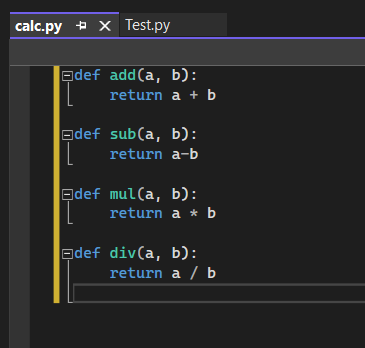 calc.py Test.py
def add(a, b):
    return a + b
def sub(a, b):
    return a-b
def mul(a, b):
    return a * b
def div(a, b):
    return a / b